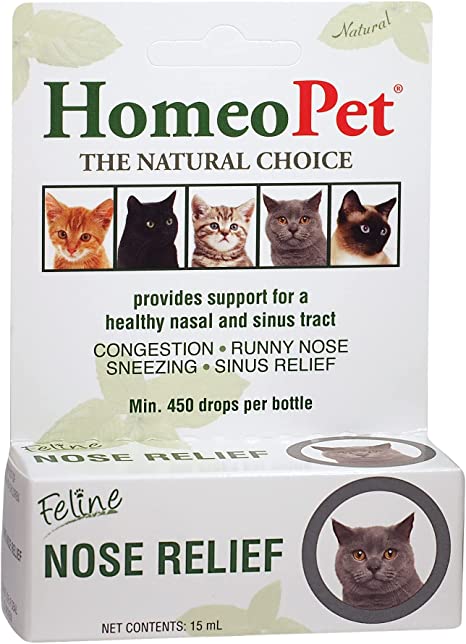 Natural
HomeoPet®
THE NATURAL CHOICE
provides support for a
healthy nasal and sinus tract
CONGESTION • RUNNY NOSE
SNEEZING • SINUS RELIEF
Min. 450 drops per bottle
NOSE RELIEF
Feline
NOSE RELIEF
NET CONTENTS: 15 mL